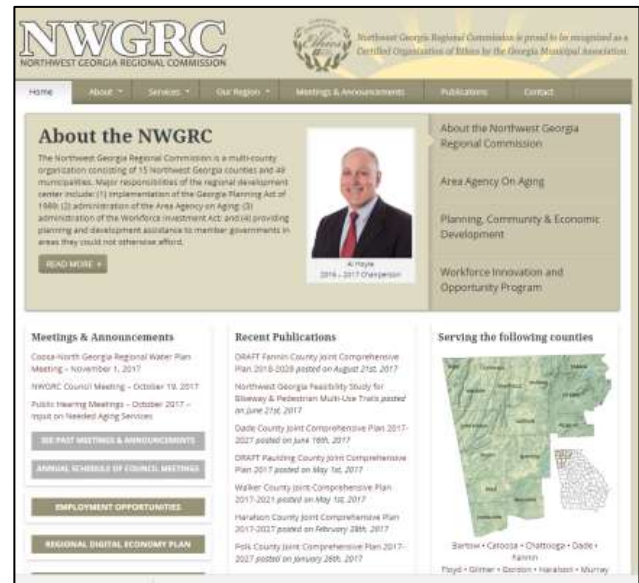 NWGRC
NORTHWEST GEORGIA REGIONAL COMMISSION
Ethics
Northwest Georgia Regional Commission is proud to be recognized as a
Certified Organization of Ethics by the Georgia Municipal Association.
Home About Services Our Region Meetings & Announcements Publications Contact
About the NWGRC
The Northwest Georgia Regional Commission is a multi-county
organization consisting of 15 Northwest Georgia counties and 49
municipalities. Major responsibilities of the regional development
center include: (1) implementation of the Georgia Planning Act of
1989; (2) administration of the Area Agency on Aging; (3)
administration of the Workforce Investment Act; and (4) providing
planning and development assistance to member governments in
areas they could not otherwise afford.
READ MORE
Al Hoyle
2016 - 2017 Chairperson
About the Northwest Georgia
Regional Commission
Area Agency On Aging
Planning, Community & Economic
Development
Workforce Innovation and
Opportunity Program
Meetings & Announcements
Coosa-North Georgia Regional Water Plan
Meeting – November 1, 2017
NWGRC Council Meeting – October 19, 2017
Public Hearing Meetings – October 2017 –
Input on Needed Aging Services
SEE PAST MEETINGS & ANNOUNCEMENTS
ANNUAL SCHEDULE OF COUNCIL MEETINGS
EMPLOYMENT OPPORTUNITIES
REGIONAL DIGITAL ECONOMY PLAN
Recent Publications
DRAFT Fannin County Joint Comprehensive
Plan 2018-2028 posted on August 21st, 2017
Northwest Georgia Feasibility Study for
Bikeway & Pedestrian Multi-Use Trails posted
on June 21st, 2017
Dade County Joint Comprehensive Plan 2017-
2027 posted on June 16th, 2017
DRAFT Paulding County Joint Comprehensive
Plan 2017 posted on May 1st, 2017
Walker County Joint Comprehensive Plan
2017-2021 posted on May 1st, 2017
Haralson County Joint Comprehensive Plan
2017-2027 posted on February 28th, 2017
Polk County Joint Comprehensive Plan 2017-
2027 posted on January 26th, 2017
Serving the following counties
Bartow • Catoosa • Chattooga • Dade •
Fannin
Floyd • Gilmer • Gordon • Haralson • Murray